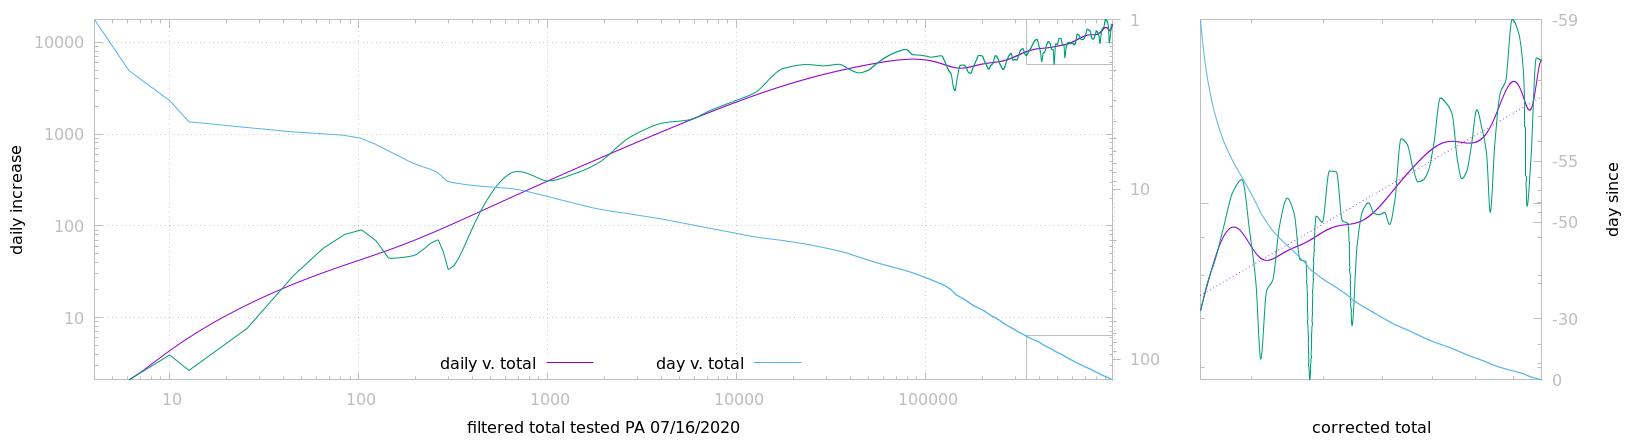 10000
1000
100
10
daily increase
daily v. total
day v. total
10
100
1000
10000
100000
filtered total tested PA 07/16/2020
1
10
100
-59
-55
-50
-30
0
day since
corrected total